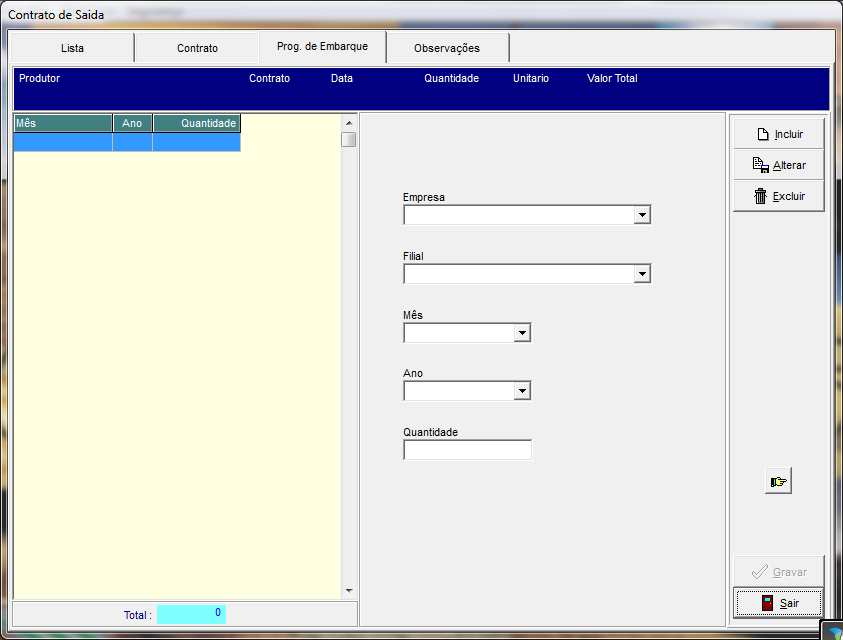 Contrato de Saida
Lista Contrato Prog. de Embarque Observações
Produtor Contrato Data Quantidade Unitario Valor Total
Mês Ano Quantidade
Incluir
Alterar
Excluir
Empresa
Filial
Mês
Ano
Quantidade
Gravar
Sair
Total : 0